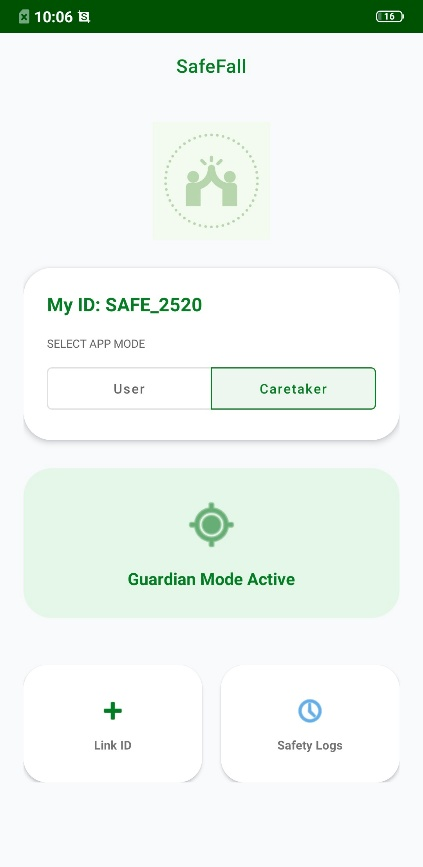 10:06
16
SafeFall
My ID: SAFE_2520
SELECT APP MODE
User
Caretaker
Guardian Mode Active
Link ID
Safety Logs